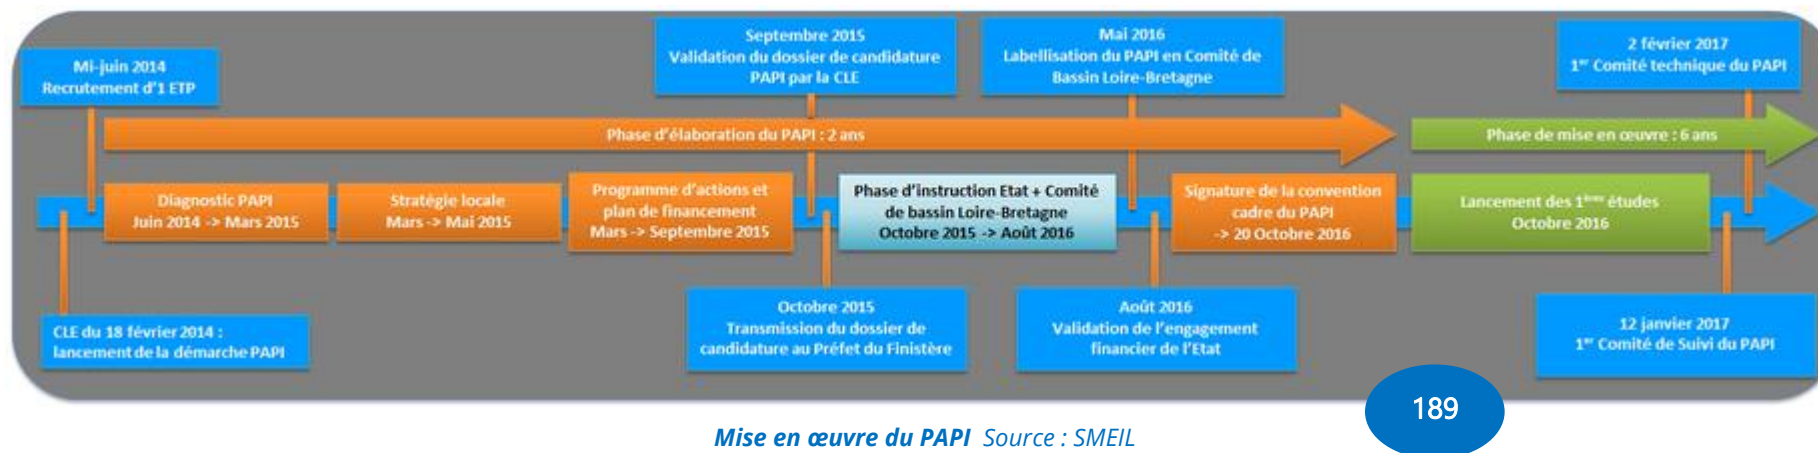 Mi-juin 2014
Recrutement d'1 ETP
Septembre 2015
Validation du dossier de candidature
PAPI par la CLE
Mai 2016
Labellisation du PAPI en Comité de
Bassin Loire-Bretagne
2 février 2017
1er Comité technique du PAPI
Phase d'élaboration du PAPI : 2 ans
Phase de mise en œuvre : 6 ans
Diagnostic PAPI
Juin 2014 -> Mars 2015
Stratégie locale
Mars -> Mai 2015
Programme d'actions et
plan de financement
Mars -> Septembre 2015
Phase d'instruction Etat + Comité
de bassin Loire-Bretagne
Octobre 2015 -> Août 2016
Signature de la convention
cadre du PAPI
-> 20 Octobre 2016
Lancement des 1ères études
Octobre 2016
CLE du 18 février 2014 :
lancement de la démarche PAPI
Octobre 2015
Transmission du dossier de
candidature au Préfet du Finistère
Août 2016
Validation de l'engagement
financier de l'Etat
12 janvier 2017
1er Comité de Suivi du PAPI
189
Mise en œuvre du PAPI Source : SMEIL